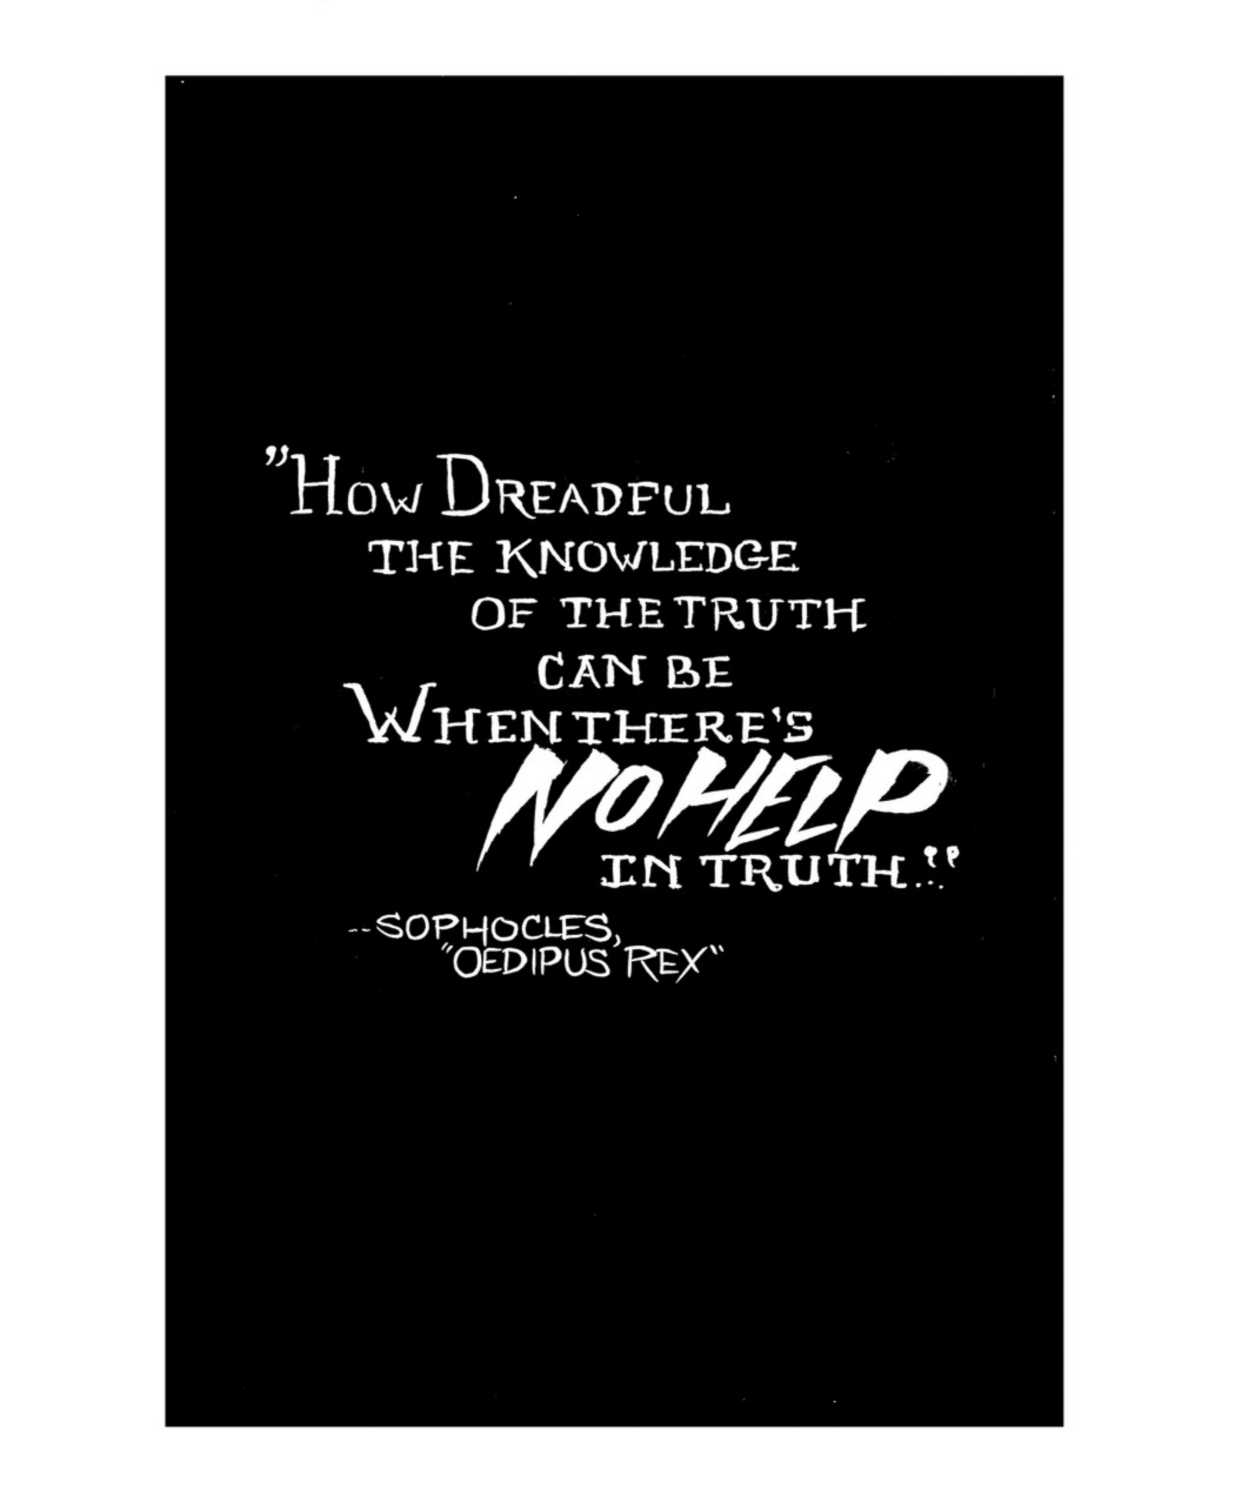 ”How Dreadful
the knowledge
of the truth
can be
When there's
NO HELP
in truth...”
--Sophocles,
“Oedipus Rex“